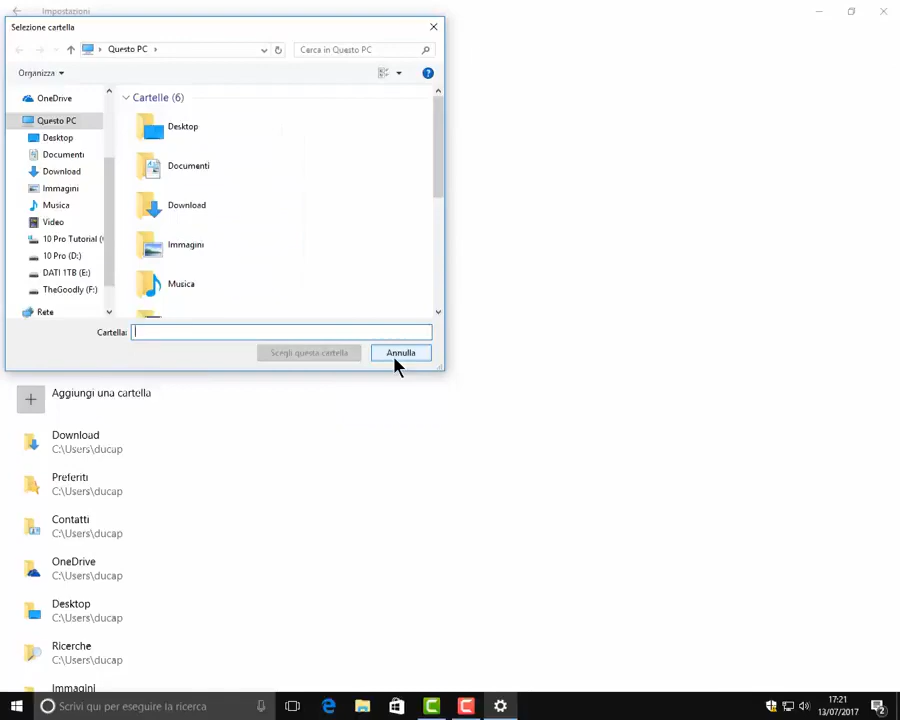 Impostazioni
Selezione cartella
Questo PC
Cerca in Questo PC
Organizza
OneDrive
Questo PC
Desktop
Documenti
Download
Immagini
Musica
Video
10 Pro Tutorial (
10 Pro (D:)
DATI 1TB (E:)
TheGoodly (F:)
Rete
Cartelle (6)
Desktop
Documenti
Download
Immagini
Musica
Cartella:
Scegli questa cartella
Annulla
Aggiungi una cartella
Download
C:\Users\ducap
Preferiti
C:\Users\ducap
Contatti
C:\Users\ducap
OneDrive
C:\Users\ducap
Desktop
C:\Users\ducap
Ricerche
C:\Users\ducap
Immagini
Scrivi qui per eseguire la ricerca
17:21
13/07/2017
2